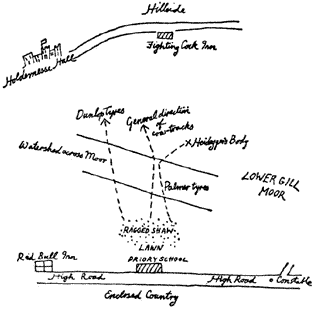 Hillside
Holdernesse Hall
Fighting Cock Inn
Dunlop Tyres
General direction
of cow tracks
x Heidegger's Body
Watershed across Moor
Palmer tyres
LOWER GILL
MOOR
RAGGED SHAW
LAWN
Red Bull Inn
PRIORY SCHOOL
High Road
High Road
Constable
Enclosed Country